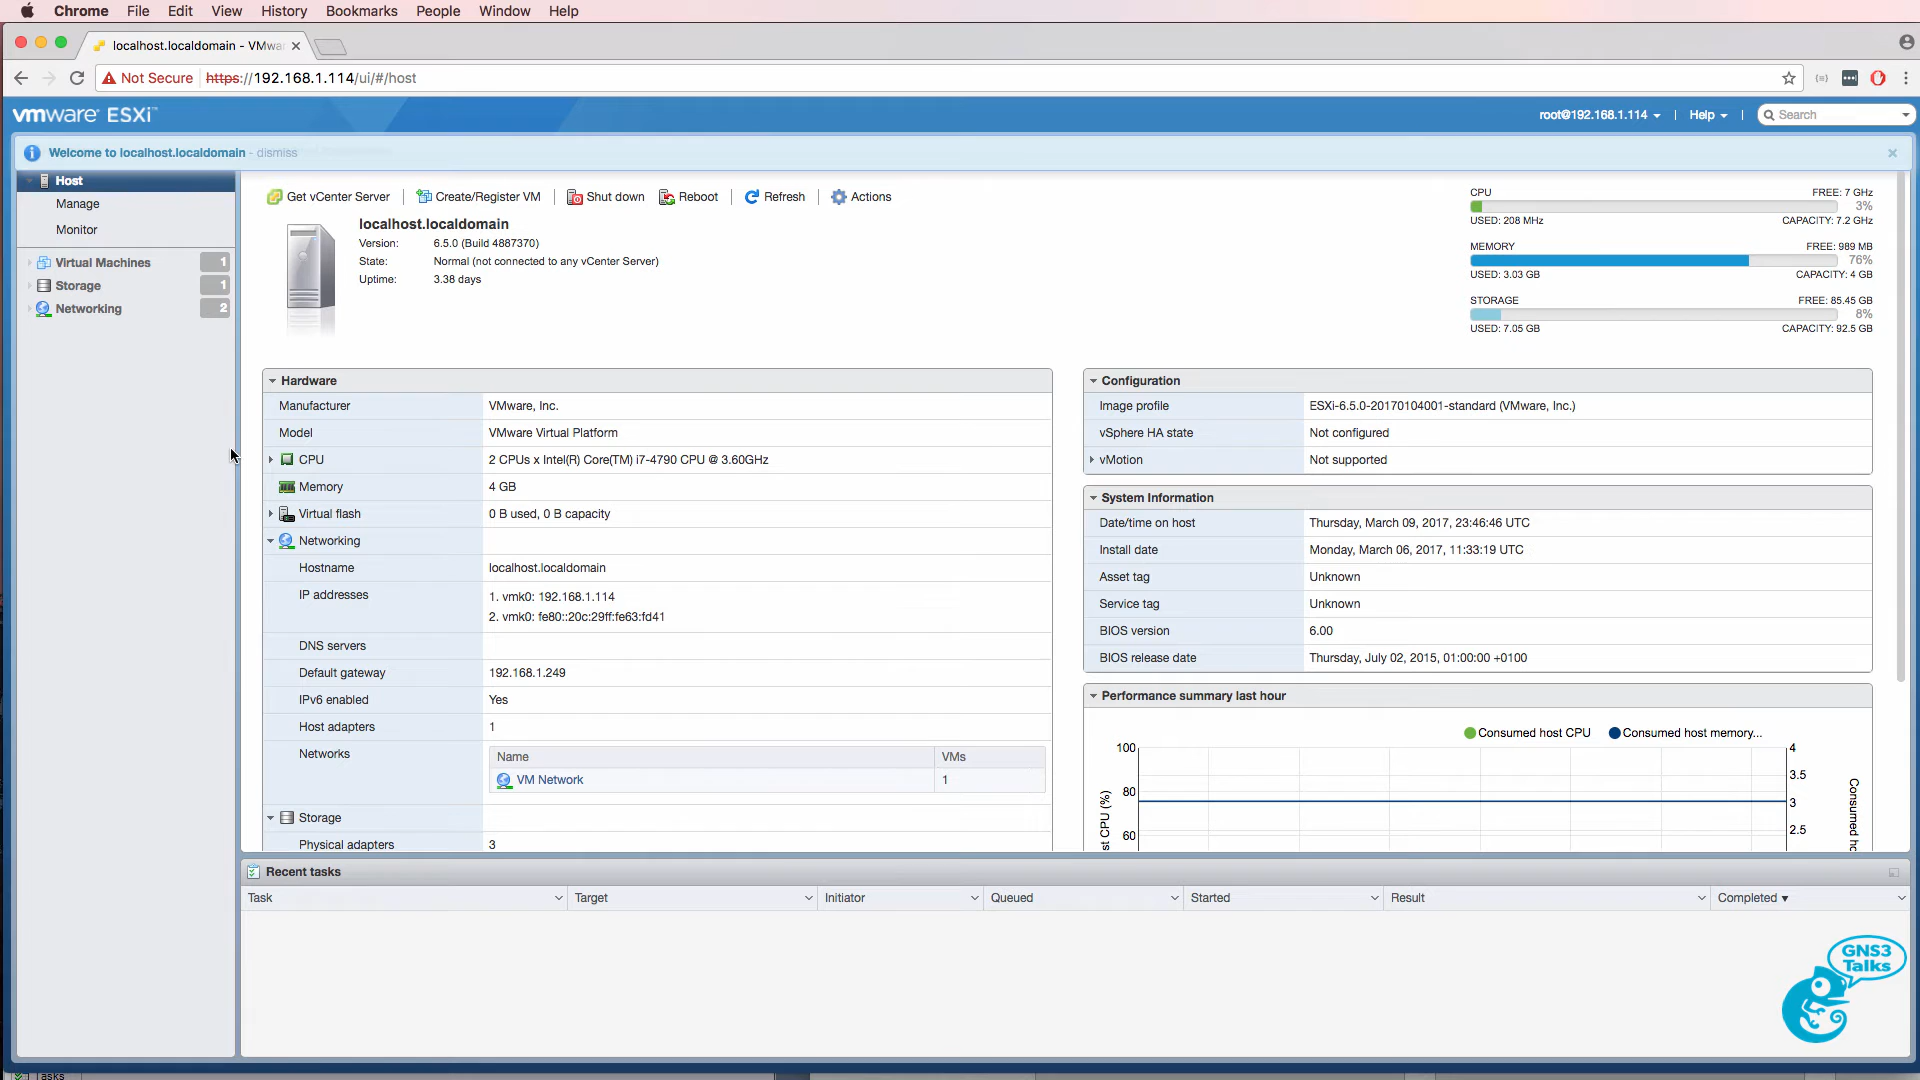 Chrome File Edit View History Bookmarks People Window Help
localhost.localdomain - VMwa
Not Secure https://192.168.1.114/ui/#/host
vmware ESXi
root@192.168.1.114 Help Search
Welcome to localhost.localdomain - dismiss
Host
Manage
Monitor
Virtual Machines 1
Storage 1
Networking 2
Get vCenter Server Create/Register VM Shut down Reboot Refresh Actions
localhost.localdomain
Version: 6.5.0 (Build 4887370)
State: Normal (not connected to any vCenter Server)
Uptime: 3.38 days
CPU FREE: 7 GHz
3%
USED: 208 MHz CAPACITY: 7.2 GHz
MEMORY FREE: 989 MB
76%
USED: 3.03 GB CAPACITY: 4 GB
STORAGE FREE: 85.45 GB
8%
USED: 7.05 GB CAPACITY: 92.5 GB
Hardware
Manufacturer VMware, Inc.
Model VMware Virtual Platform
CPU 2 CPUs x Intel(R) Core(TM) i7-4790 CPU @ 3.60GHz
Memory 4 GB
Virtual flash 0 B used, 0 B capacity
Networking
Hostname localhost.localdomain
IP addresses 1. vmk0: 192.168.1.114
2. vmk0: fe80::20c:29ff:fe63:fd41
DNS servers
Default gateway 192.168.1.249
IPv6 enabled Yes
Host adapters 1
Networks Name VMs
VM Network 1
Storage
Physical adapters 3
Configuration
Image profile ESXi-6.5.0-20170104001-standard (VMware, Inc.)
vSphere HA state Not configured
vMotion Not supported
System Information
Date/time on host Thursday, March 09, 2017, 23:46:46 UTC
Install date Monday, March 06, 2017, 11:33:19 UTC
Asset tag Unknown
Service tag Unknown
BIOS version 6.00
BIOS release date Thursday, July 02, 2015, 01:00:00 +0100
Performance summary last hour
Consumed host CPU Consumed host memory...
100 4
3.5
80 3
2.5
60
st CPU (%)
Consumed hc
Recent tasks
Task Target Initiator Queued Started Result Completed
GNS3
Talks